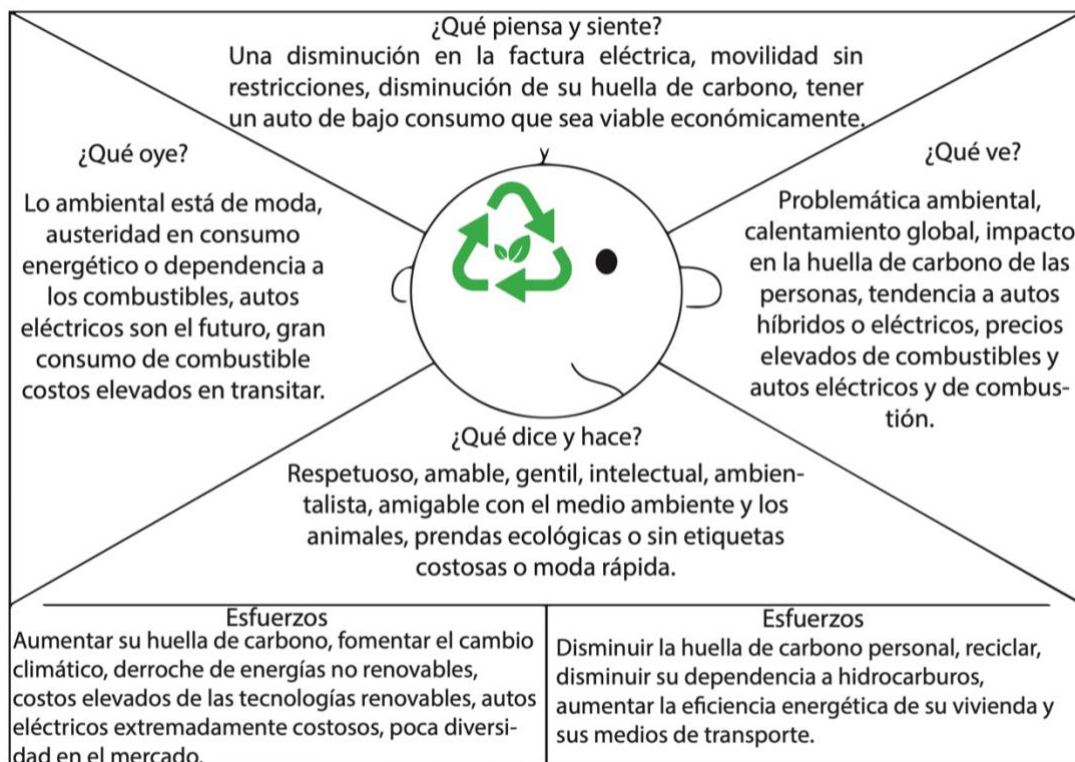 ¿Qué piensa y siente?
Una disminución en la factura eléctrica, movilidad sin
restricciones, disminución de su huella de carbono, tener
un auto de bajo consumo que sea viable económicamente.
¿Qué oye?
Lo ambiental está de moda,
austeridad en consumo
energético o dependencia a
los combustibles, autos
eléctricos son el futuro, gran
consumo de combustible
costos elevados en transitar.
¿Qué ve?
Problemática ambiental,
calentamiento global, impacto
en la huella de carbono de las
personas, tendencia a autos
híbridos o eléctricos, precios
elevados de combustibles y
autos eléctricos y de combus-
tión.
¿Qué dice y hace?
Respetuoso, amable, gentil, intelectual, ambien-
talista, amigable con el medio ambiente y los
animales, prendas ecológicas o sin etiquetas
costosas o moda rápida.
Esfuerzos
Aumentar su huella de carbono, fomentar el cambio
climático, derroche de energías no renovables,
costos elevados de las tecnologías renovables, autos
eléctricos extremadamente costosos, poca diversi-
dad en el mercado.
Esfuerzos
Disminuir la huella de carbono personal, reciclar,
disminuir su dependencia a hidrocarburos,
aumentar la eficiencia energética de su vivienda y
sus medios de transporte.